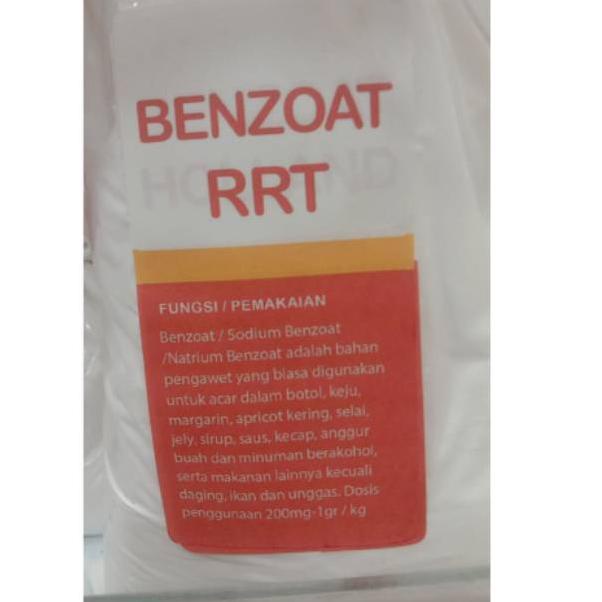 BENZOAT
HOLLAND
RRT
FUNGSI / PEMAKAIAN
Benzoat / Sodium Benzoat
/Natrium Benzoat adalah bahan
pengawet yang biasa digunakan
untuk acar dalam botol, keju,
margarin, apricot kering, selai,
jely, sirup, saus, kecap, anggur
buah dan minuman berakohol,
serta makanan lainnya kecuali
daging, ikan dan unggas. Dosis
penggunaan 200mg-1gr / kg